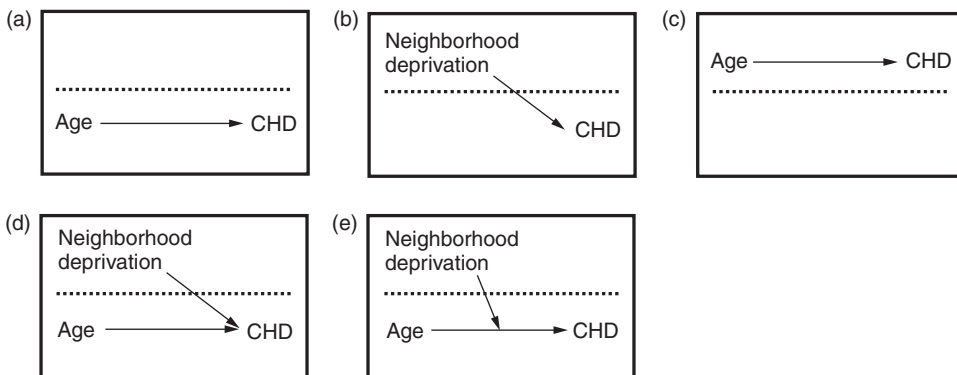 (a)
Age
CHD
(b)
Neighborhood
deprivation
CHD
(c)
Age
CHD
(d)
Neighborhood
deprivation
Age
CHD
(e)
Neighborhood
deprivation
Age
CHD